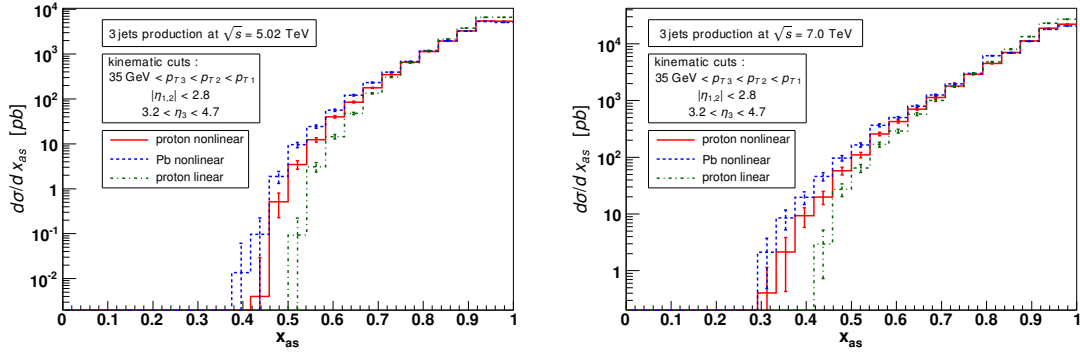 3 jets production at √s = 5.02 TeV
kinematic cuts :
35 GeV < p_T3 < p_T2 < p_T1
|η_1,2| < 2.8
3.2 < η_3 < 4.7
proton nonlinear
Pb nonlinear
proton linear
dσ/d x_as [pb]
10^4
10^3
10^2
10
1
10^-1
10^-2
0 0.1 0.2 0.3 0.4 0.5 0.6 0.7 0.8 0.9 1
x_as
3 jets production at √s = 7.0 TeV
kinematic cuts :
35 GeV < p_T3 < p_T2 < p_T1
|η_1,2| < 2.8
3.2 < η_3 < 4.7
proton nonlinear
Pb nonlinear
proton linear
dσ/d x_as [pb]
10^4
10^3
10^2
10
1
0 0.1 0.2 0.3 0.4 0.5 0.6 0.7 0.8 0.9 1
x_as